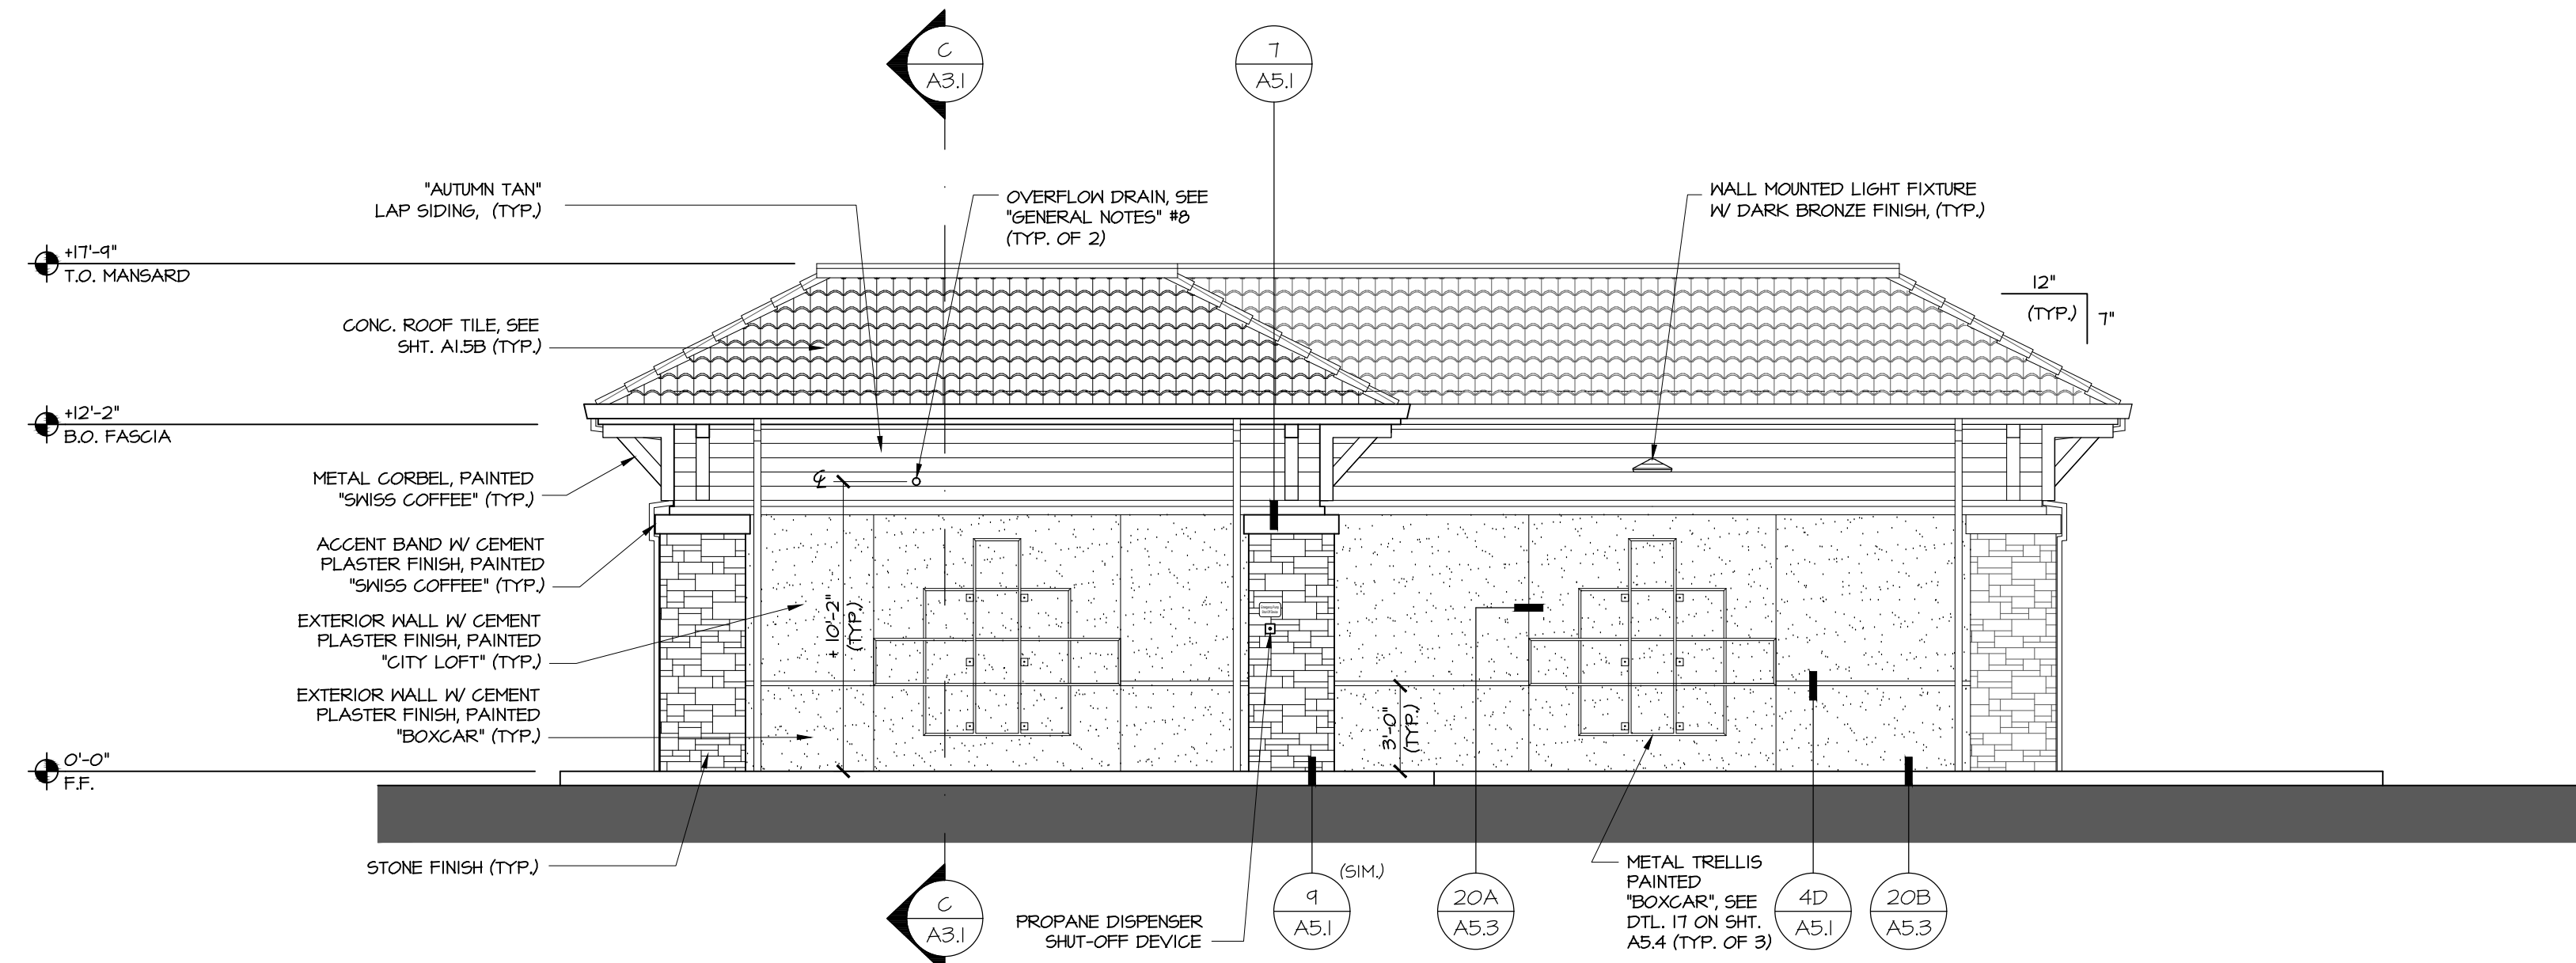 C
A3.1
7
A5.1
"AUTUMN TAN"
LAP SIDING, (TYP.)
OVERFLOW DRAIN, SEE
"GENERAL NOTES" #8
(TYP. OF 2)
WALL MOUNTED LIGHT FIXTURE
W/ DARK BRONZE FINISH, (TYP.)
+17'-9"
T.O. MANSARD
12"
(TYP.)
7"
CONC. ROOF TILE, SEE
SHT. A1.5B (TYP.)
+12'-2"
B.O. FASCIA
METAL CORBEL, PAINTED
"SWISS COFFEE" (TYP.)
ACCENT BAND W/ CEMENT
PLASTER FINISH, PAINTED
"SWISS COFFEE" (TYP.)
EXTERIOR WALL W/ CEMENT
PLASTER FINISH, PAINTED
"CITY LOFT" (TYP.)
EXTERIOR WALL W/ CEMENT
PLASTER FINISH, PAINTED
"BOXCAR" (TYP.)
℄
+ 10'-2"
(TYP.)
3'-0"
(TYP.)
0'-0"
F.F.
STONE FINISH (TYP.)
C
A3.1
PROPANE DISPENSER
SHUT-OFF DEVICE
(SIM.)
9
A5.1
20A
A5.3
METAL TRELLIS
PAINTED
"BOXCAR", SEE
DTL. 17 ON SHT.
A5.4 (TYP. OF 3)
4D
A5.1
20B
A5.3